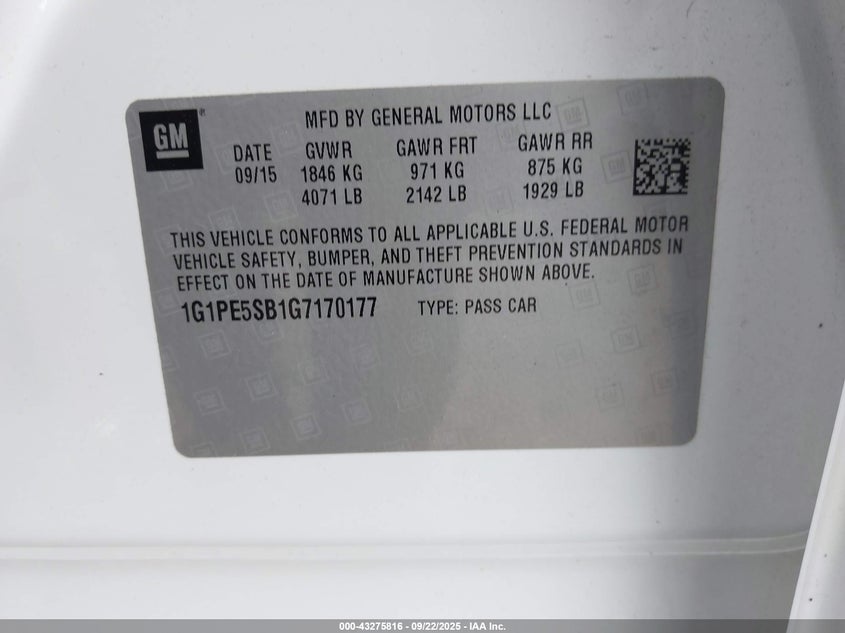 GM®
MFD BY GENERAL MOTORS LLC
DATE GVWR GAWR FRT GAWR RR
09/15 1846 KG 971 KG 875 KG
4071 LB 2142 LB 1929 LB
THIS VEHICLE CONFORMS TO ALL APPLICABLE U.S. FEDERAL MOTOR
VEHICLE SAFETY, BUMPER, AND THEFT PREVENTION STANDARDS IN
EFFECT ON THE DATE OF MANUFACTURE SHOWN ABOVE.
1G1PE5SB1G7170177 TYPE: PASS CAR
000-43275816 - 09/22/2025 - IAA Inc.